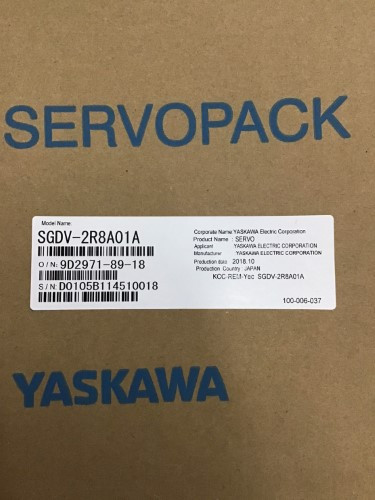 SERVOPACK
Model Name:
SGDV-2R8A01A
O/N: 9D2971-89-18
S/N: D0105B114510018
Corporate Name:YASKAWA Electric Corporation
Product Name : SERVO
Applicant YASKAWA ELECTRIC CORPORATION
Manufacturer YASKAWA ELECTRIC CORPORATION
Production date 2018.10
Production Country JAPAN
KCC-REM-Yec SGDV-2R8A01A
100-006-037
YASKAWA